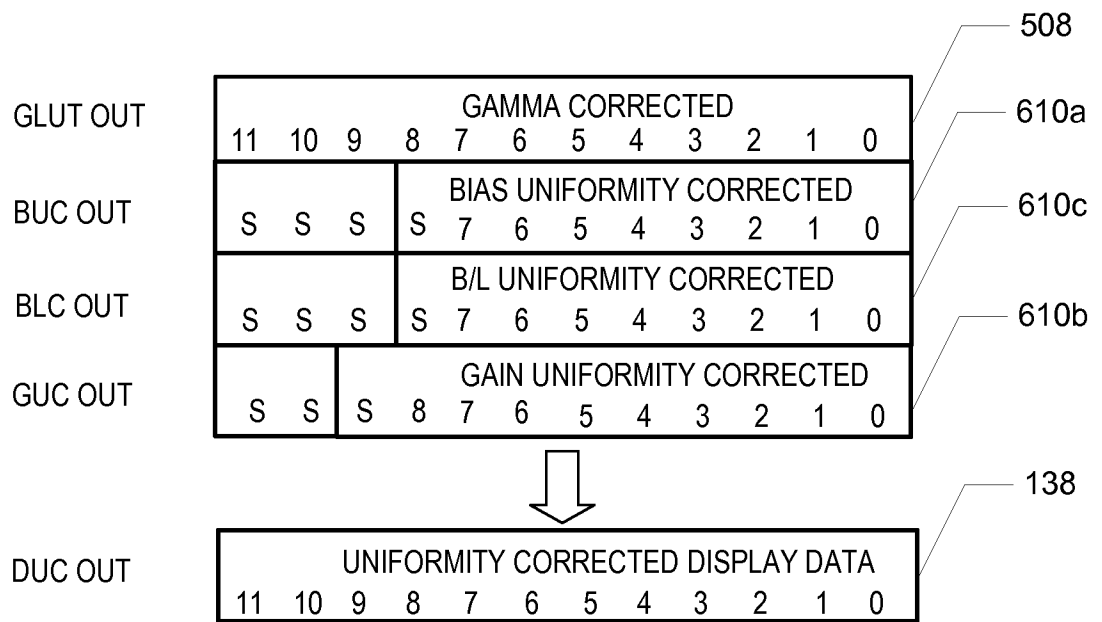 508
GLUT OUT GAMMA CORRECTED
11 10 9 8 7 6 5 4 3 2 1 0
610a
BUC OUT BIAS UNIFORMITY CORRECTED
S S S S 7 6 5 4 3 2 1 0
610c
BLC OUT B/L UNIFORMITY CORRECTED
S S S S 7 6 5 4 3 2 1 0
610b
GUC OUT GAIN UNIFORMITY CORRECTED
S S S 8 7 6 5 4 3 2 1 0
138
DUC OUT UNIFORMITY CORRECTED DISPLAY DATA
11 10 9 8 7 6 5 4 3 2 1 0